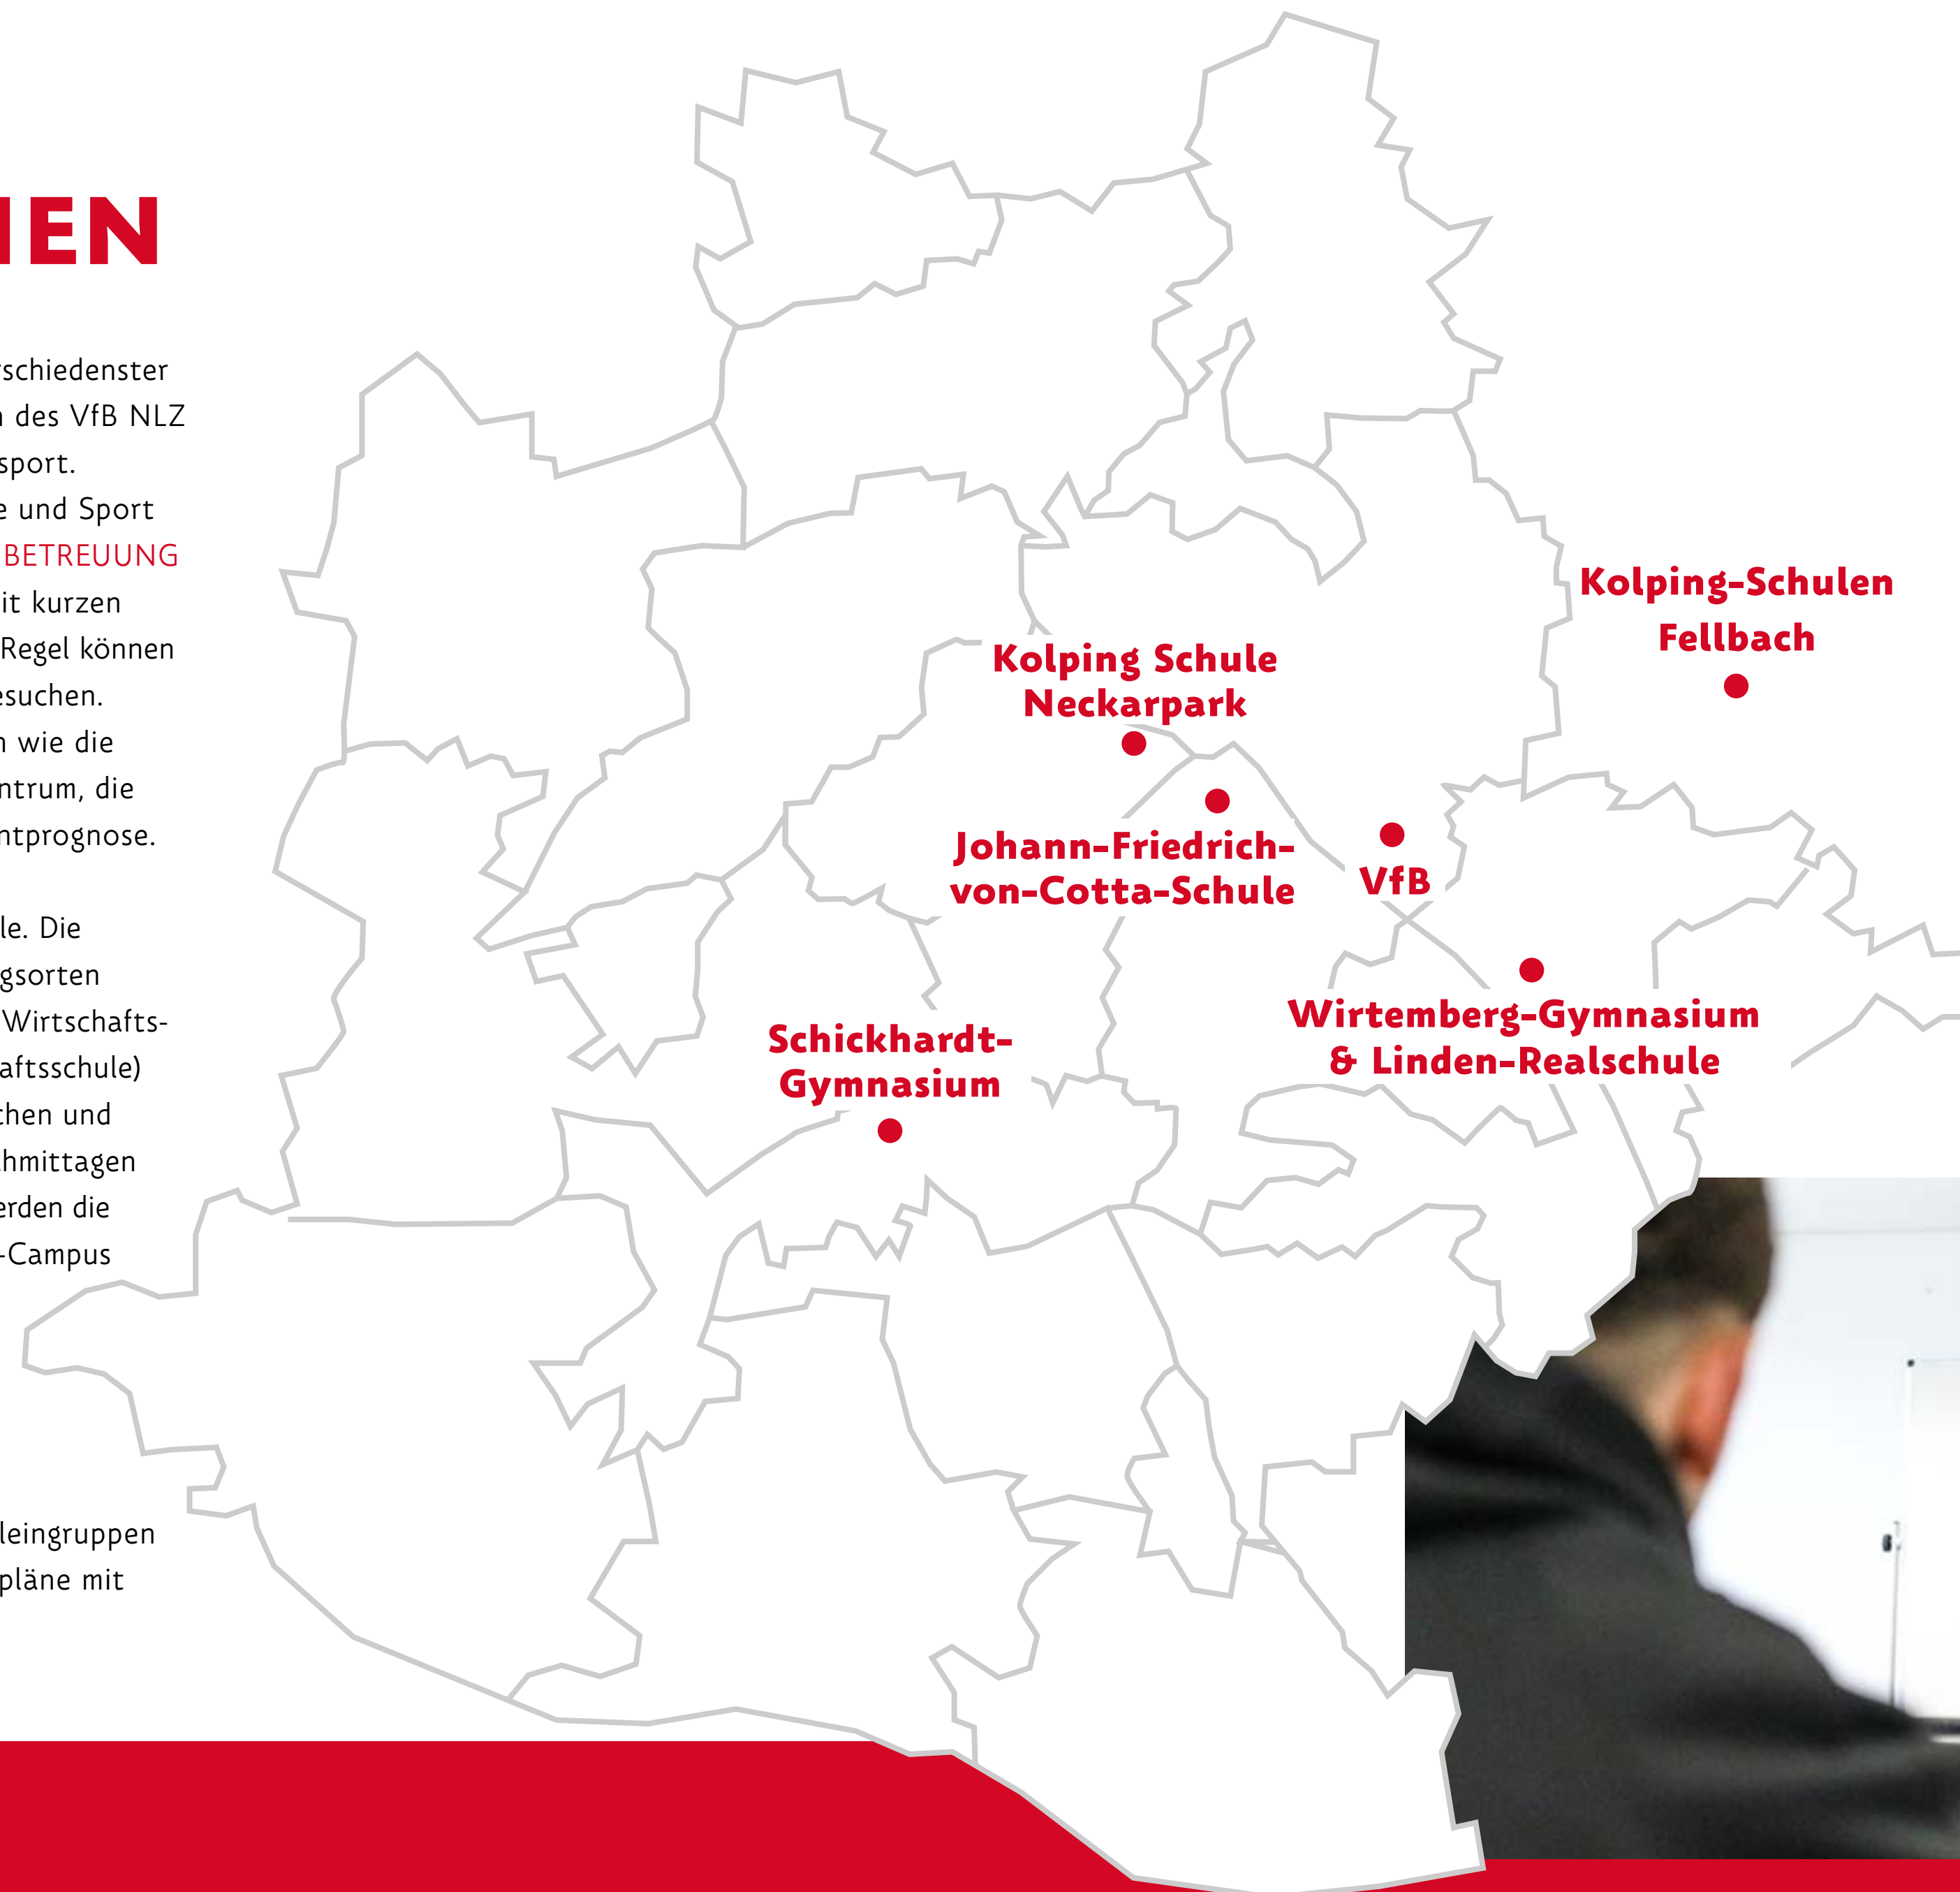 IEN
schiedenster
des VfB NLZ
sport.
und Sport
BETREUUNG
it kurzen
Regel können
esuchen.
wie die
ntrum, die
ntprognose.
le. Die
gsorten
Wirtschafts-
aftsschule)
chen und
hmittagen
erden die
-Campus
leingruppen
pläne mit
Kolping-Schulen
Fellbach
Kolping Schule
Neckarpark
Johann-Friedrich-
von-Cotta-Schule
VfB
Wirtemberg-Gymnasium
& Linden-Realschule
Schickhardt-
Gymnasium